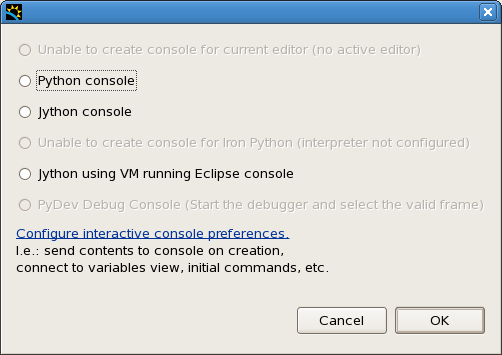 Unable to create console for current editor (no active editor)
Python console
Jython console
Unable to create console for Iron Python (interpreter not configured)
Jython using VM running Eclipse console
PyDev Debug Console (Start the debugger and select the valid frame)
Configure interactive console preferences.
I.e.: send contents to console on creation,
connect to variables view, initial commands, etc.
Cancel
OK